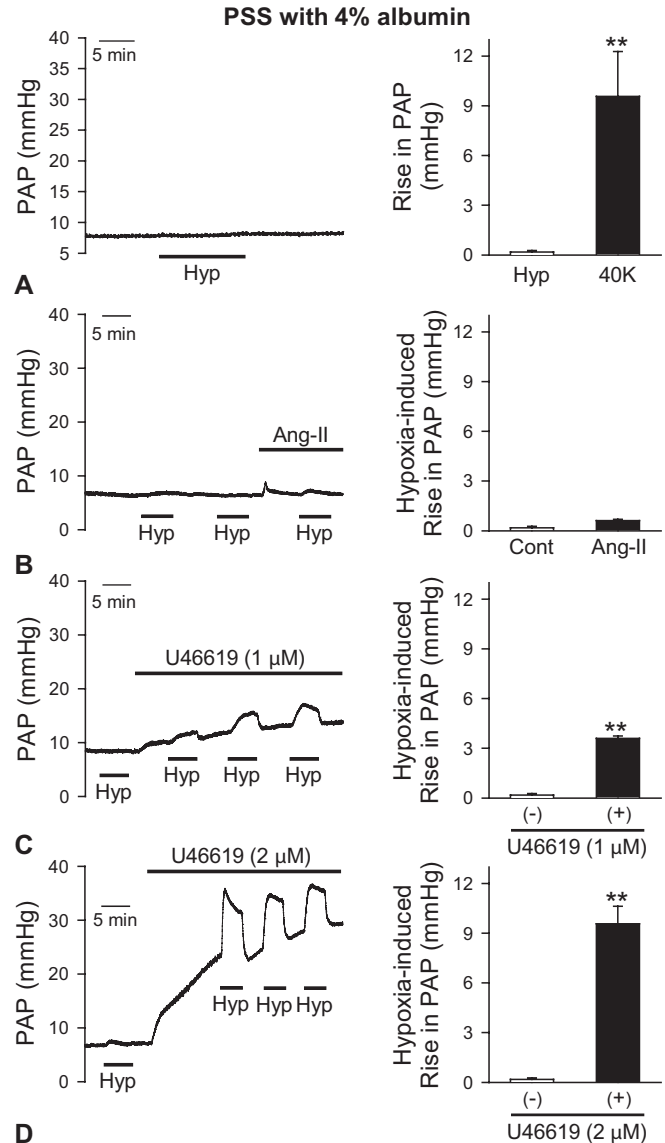 PSS with 4% albumin
40
35
30
25
20
15
10
5
PAP (mmHg)
5 min
Hyp
A
12
9
6
3
0
Rise in PAP
(mmHg)
**
Hyp 40K
40
30
20
10
0
PAP (mmHg)
5 min
Ang-II
Hyp Hyp Hyp
B
12
9
6
3
0
Hypoxia-induced
Rise in PAP (mmHg)
Cont Ang-II
40
30
20
10
0
PAP (mmHg)
5 min
U46619 (1 µM)
Hyp Hyp Hyp
Hyp
C
12
9
6
3
0
Hypoxia-induced
Rise in PAP (mmHg)
**
(-) (+)
U46619 (1 µM)
40
30
20
10
0
PAP (mmHg)
5 min
U46619 (2 µM)
Hyp Hyp Hyp
Hyp
D
12
9
6
3
0
Hypoxia-induced
Rise in PAP (mmHg)
**
(-) (+)
U46619 (2 µM)